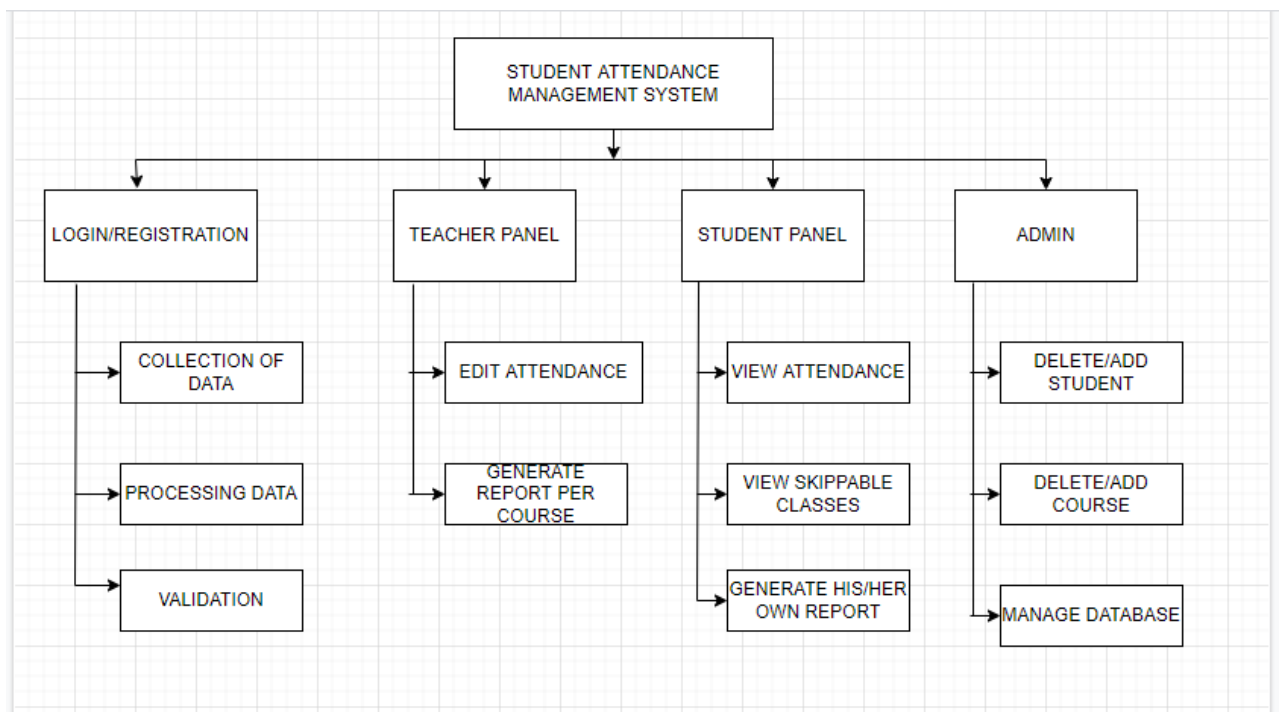 STUDENT ATTENDANCE
MANAGEMENT SYSTEM
LOGIN/REGISTRATION
TEACHER PANEL
STUDENT PANEL
ADMIN
COLLECTION OF
DATA
EDIT ATTENDANCE
VIEW ATTENDANCE
DELETE/ADD
STUDENT
PROCESSING DATA
GENERATE
REPORT PER
COURSE
VIEW SKIPPABLE
CLASSES
DELETE/ADD
COURSE
VALIDATION
GENERATE HIS/HER
OWN REPORT
MANAGE DATABASE